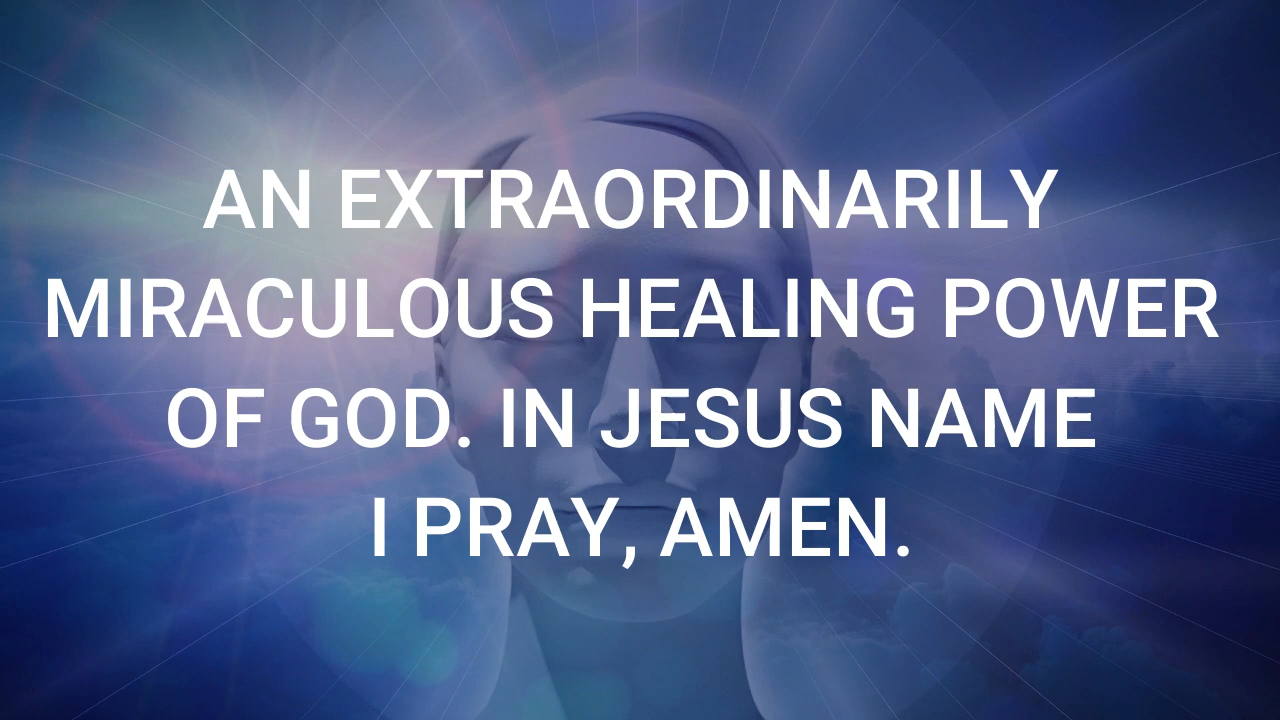 AN EXTRAORDINARILY
MIRACULOUS HEALING POWER
OF GOD. IN JESUS NAME
I PRAY, AMEN.